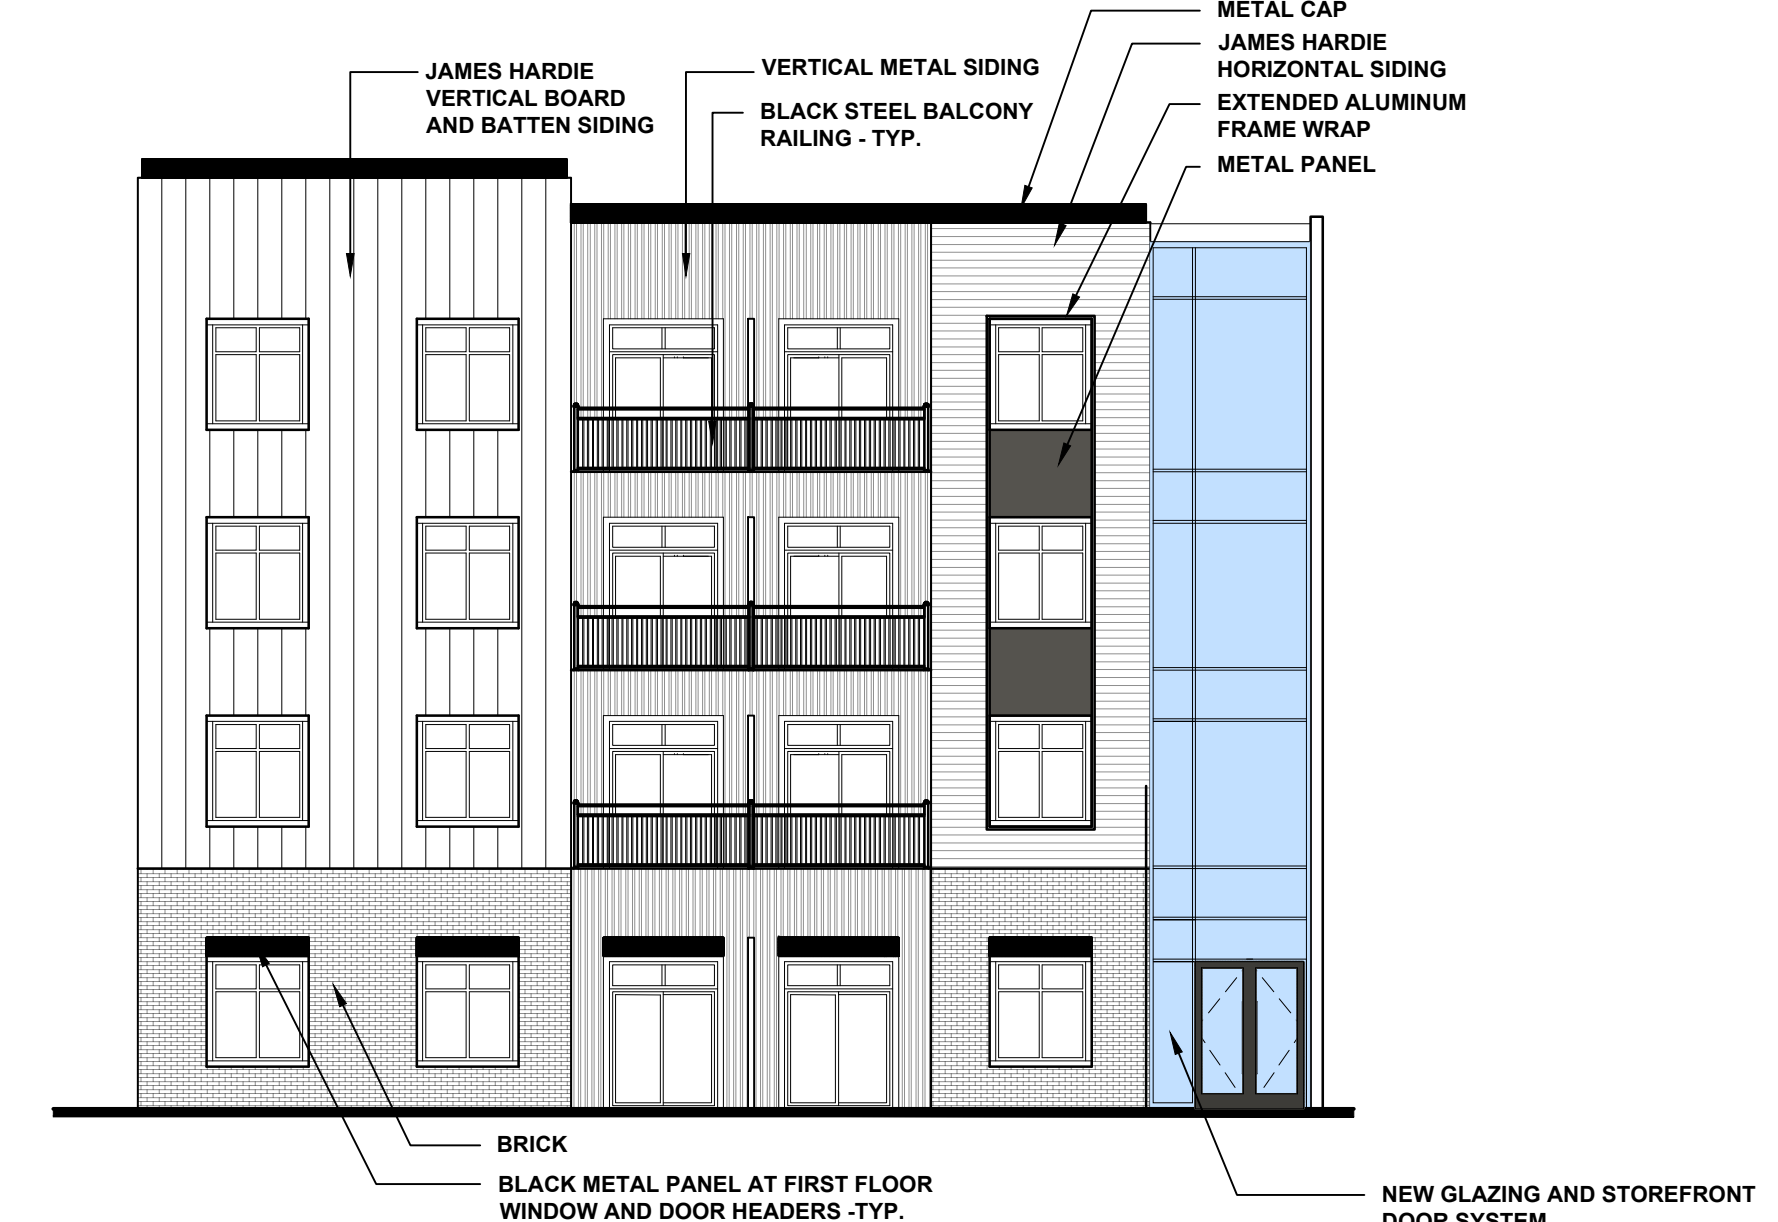 METAL CAP
JAMES HARDIE
HORIZONTAL SIDING
EXTENDED ALUMINUM
FRAME WRAP
METAL PANEL
VERTICAL METAL SIDING
BLACK STEEL BALCONY
RAILING - TYP.
JAMES HARDIE
VERTICAL BOARD
AND BATTEN SIDING
BRICK
BLACK METAL PANEL AT FIRST FLOOR
WINDOW AND DOOR HEADERS -TYP.
NEW GLAZING AND STOREFRONT
DOOR SYSTEM